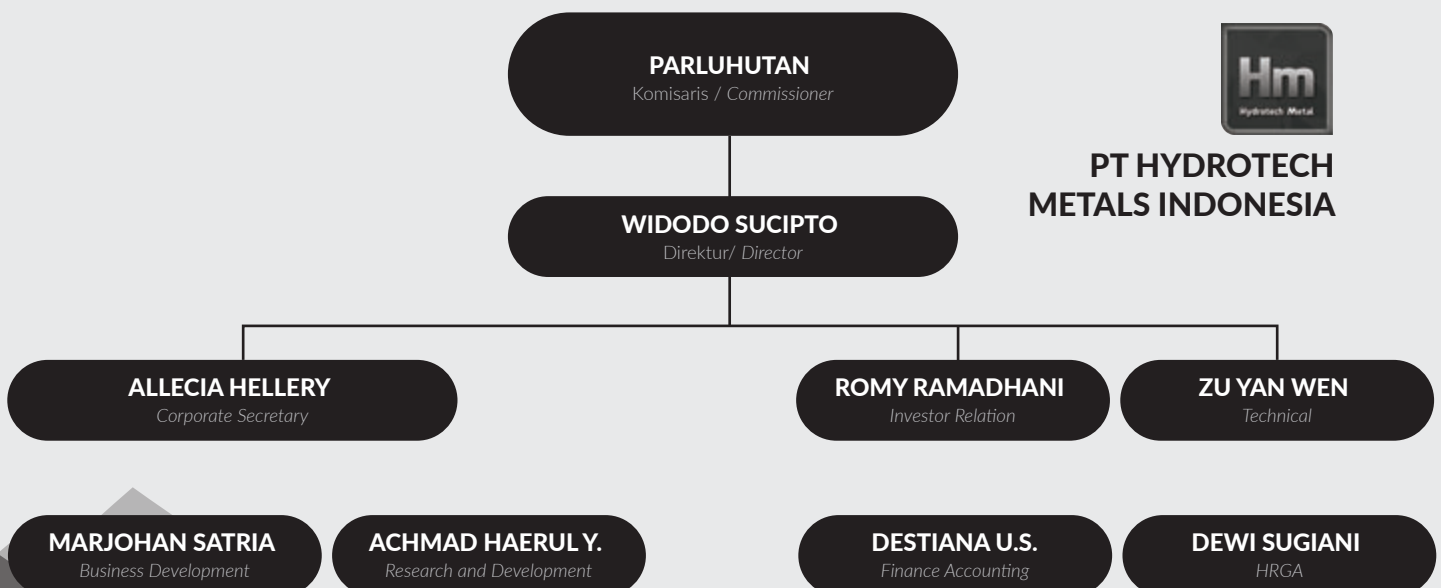 PARLUHUTAN
Komisaris / Commissioner
Hm
Hydrotech Metal
PT HYDROTECH
METALS INDONESIA
WIDODO SUCIPTO
Direktur/ Director
ALLECIA HELLERY
Corporate Secretary
ROMY RAMADHANI
Investor Relation
ZU YAN WEN
Technical
MARJOHAN SATRIA
Business Development
ACHMAD HAERUL Y.
Research and Development
DESTIANA U.S.
Finance Accounting
DEWI SUGIANI
HRGA